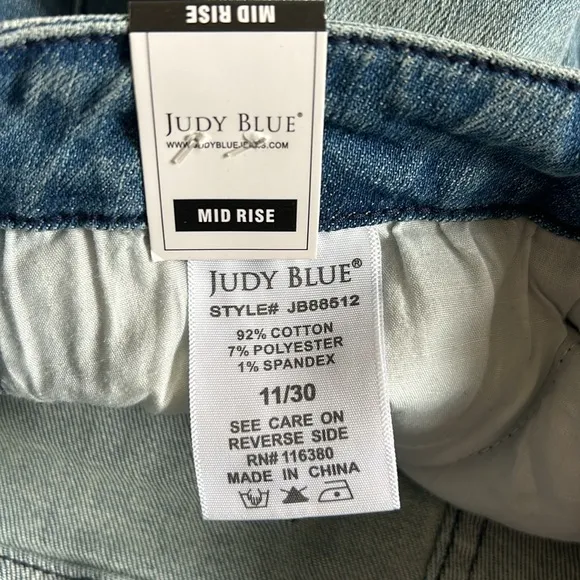 MID RISE
JUDY BLUE®
MID RISE
JUDY BLUE®
STYLE# JB88512
92% COTTON
7% POLYESTER
1% SPANDEX
11/30
SEE CARE ON
REVERSE SIDE
RN# 116380
MADE IN CHINA